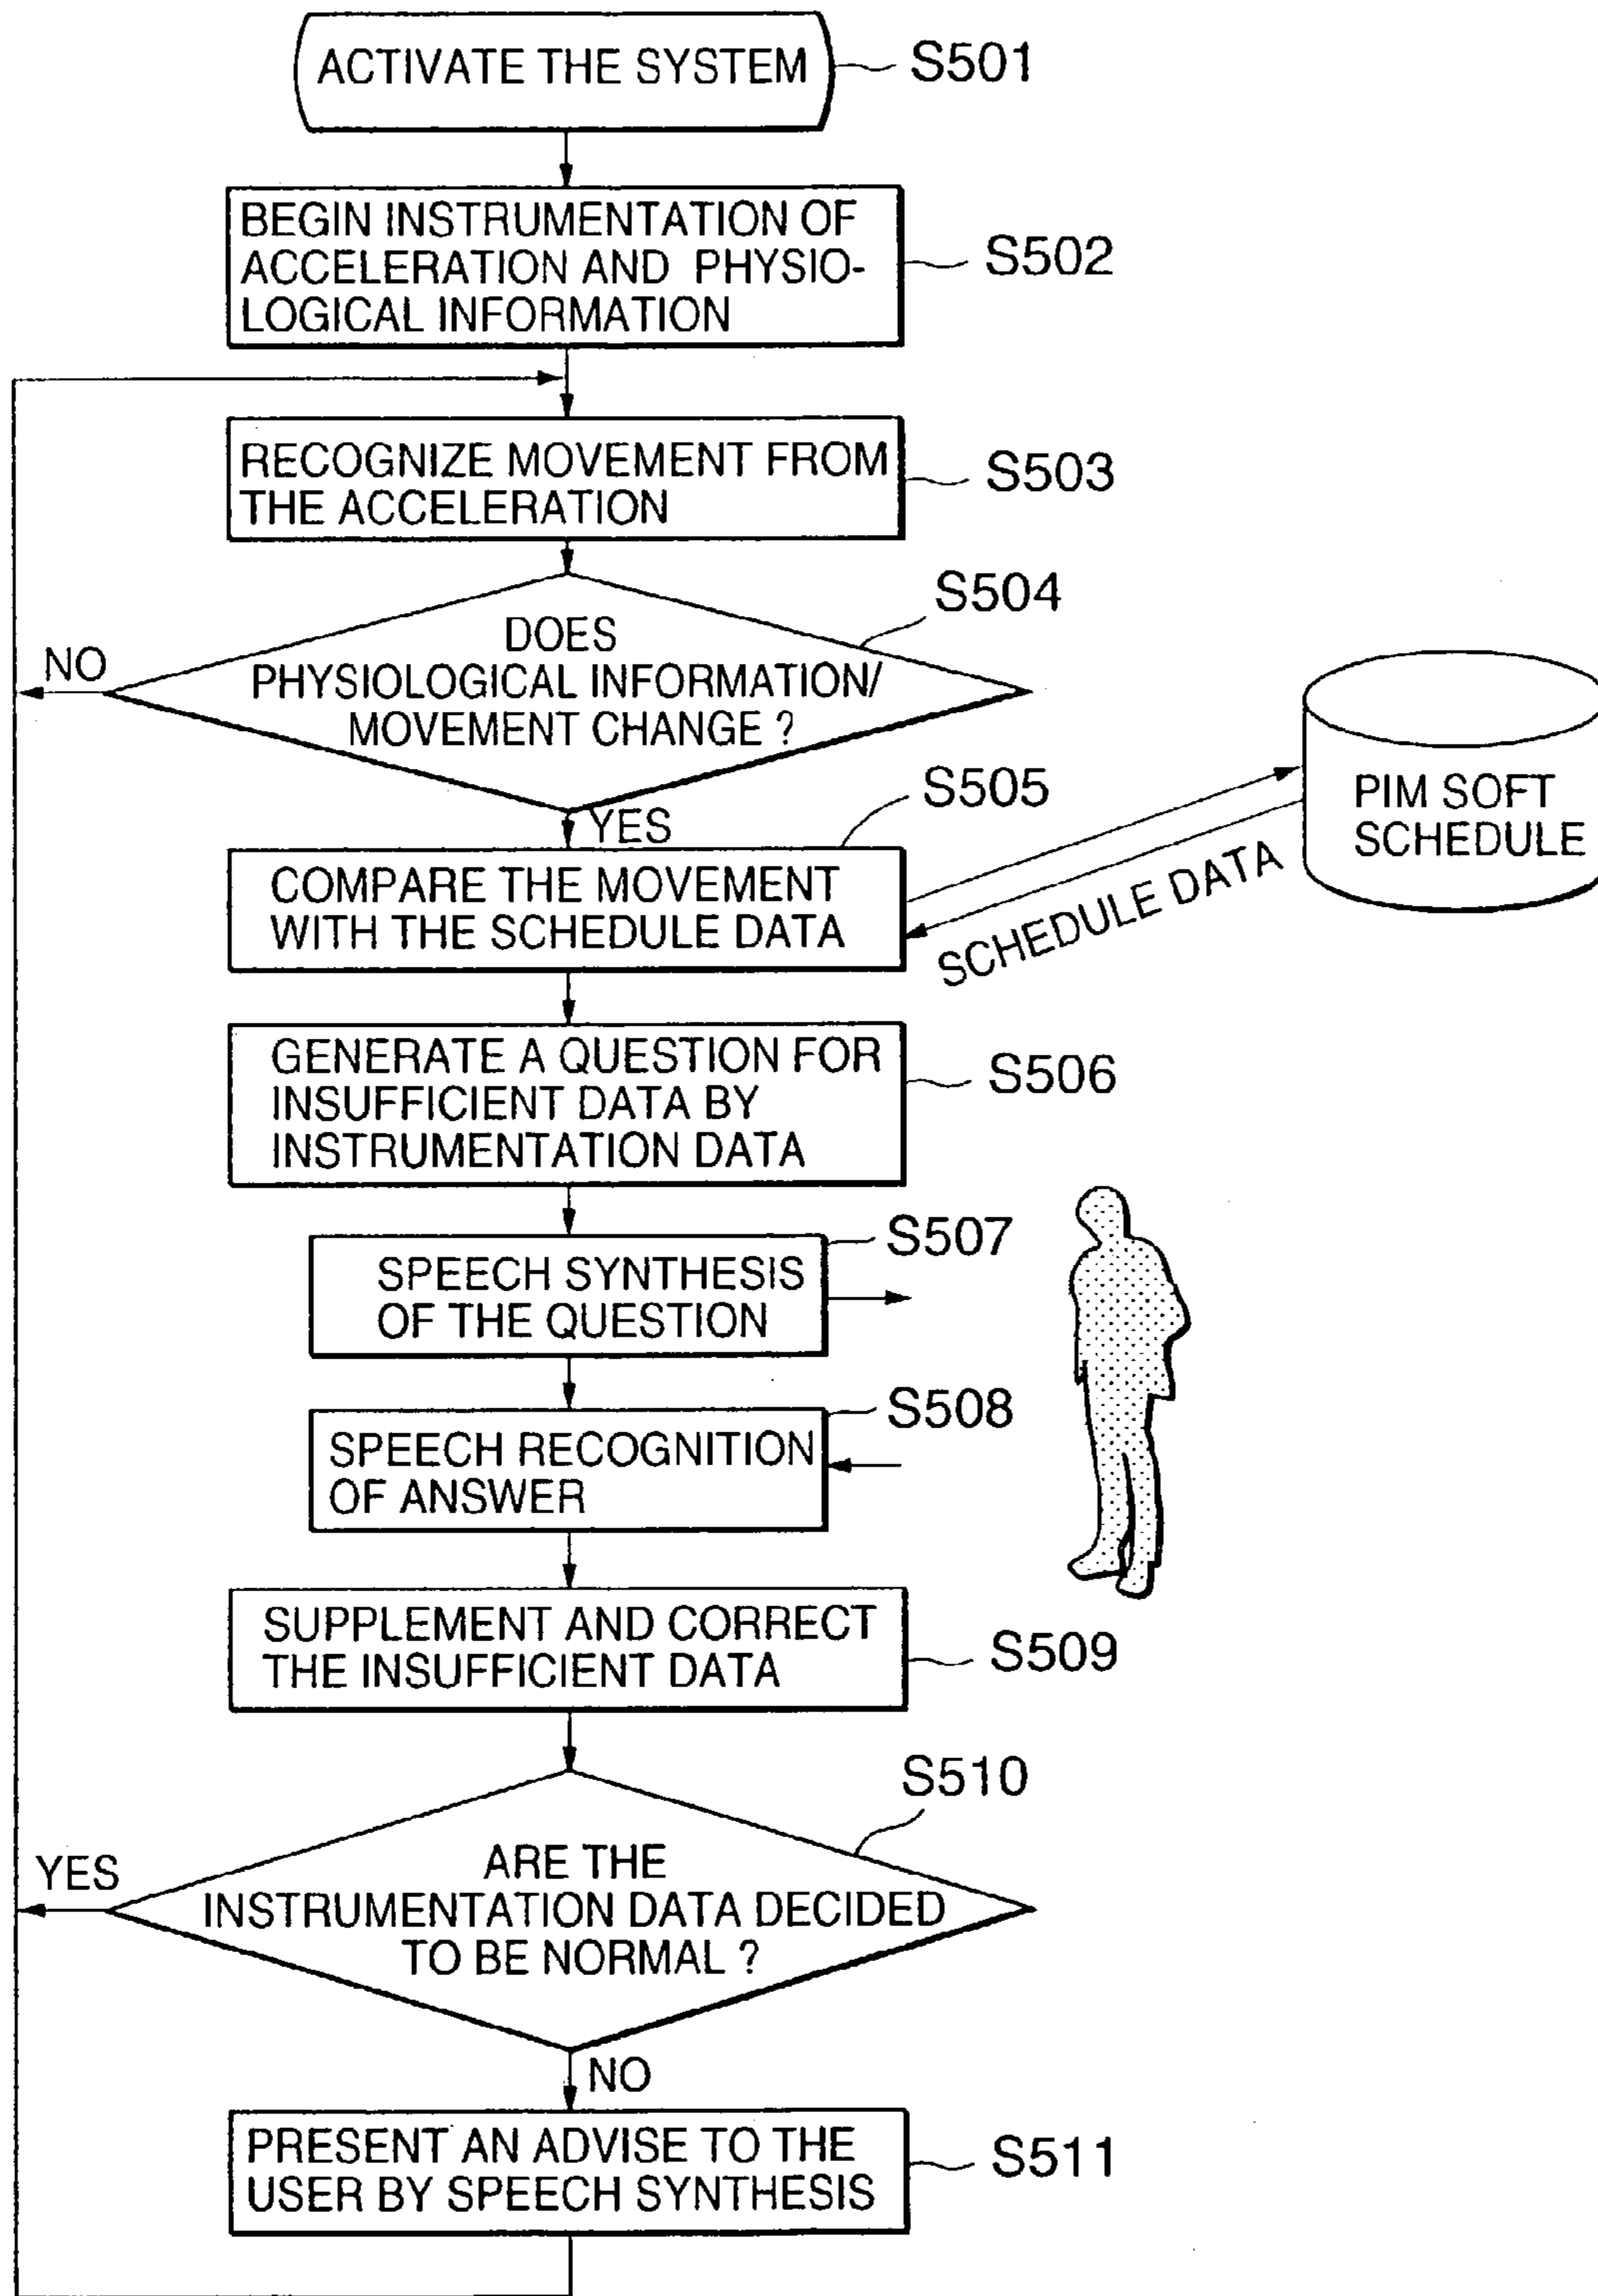 ACTIVATE THE SYSTEM
S501
BEGIN INSTRUMENTATION OF
ACCELERATION AND PHYSIO-
LOGICAL INFORMATION
S502
RECOGNIZE MOVEMENT FROM
THE ACCELERATION
S503
S504
DOES
PHYSIOLOGICAL INFORMATION/
MOVEMENT CHANGE ?
NO
YES
S505
COMPARE THE MOVEMENT
WITH THE SCHEDULE DATA
SCHEDULE DATA
PIM SOFT
SCHEDULE
GENERATE A QUESTION FOR
INSUFFICIENT DATA BY
INSTRUMENTATION DATA
S506
S507
SPEECH SYNTHESIS
OF THE QUESTION
S508
SPEECH RECOGNITION
OF ANSWER
SUPPLEMENT AND CORRECT
THE INSUFFICIENT DATA
S509
S510
ARE THE
INSTRUMENTATION DATA DECIDED
TO BE NORMAL ?
YES
NO
PRESENT AN ADVISE TO THE
USER BY SPEECH SYNTHESIS
S511